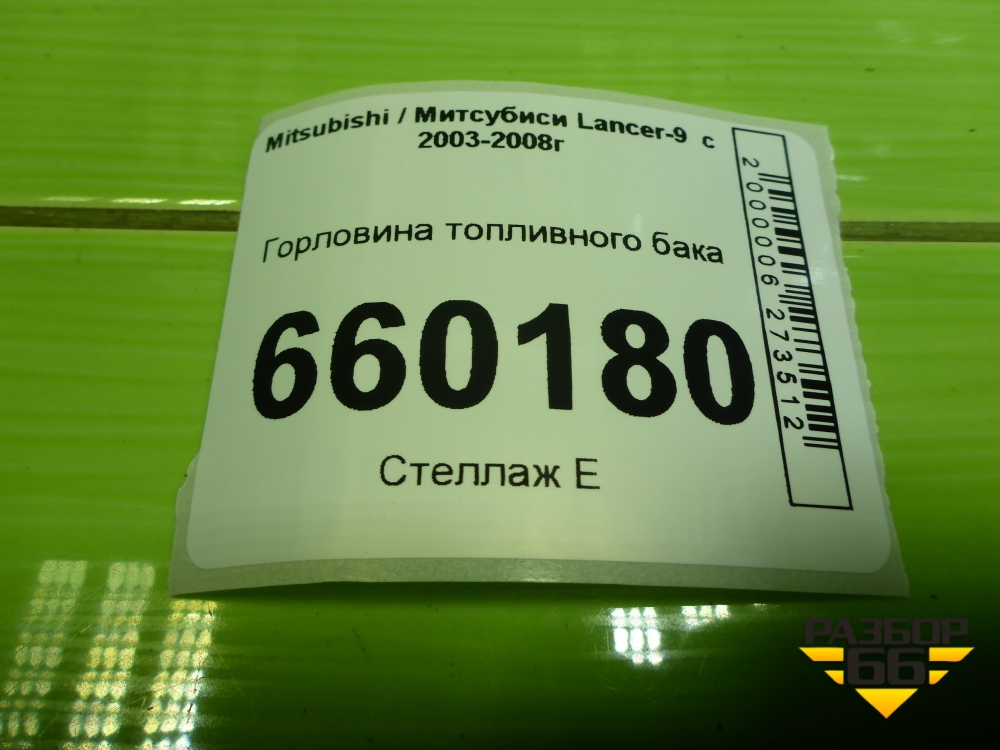 Mitsubishi / Митсубиси Lancer-9 с
2003-2008г
Горловина топливного бака
660180
Стеллаж Е
2000006273512
РАЗБОР
66